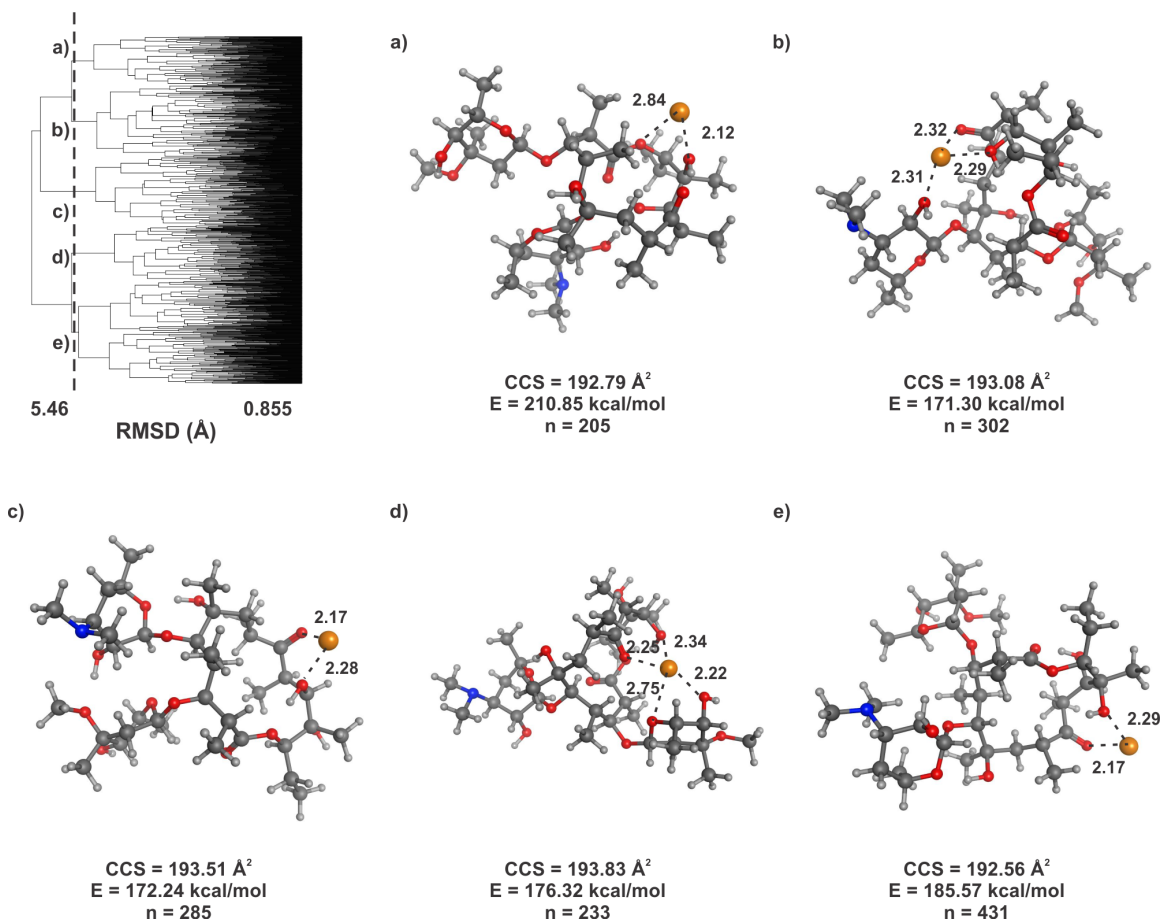 a)
b)
c)
d)
e)
5.46
0.855
RMSD (Å)
a)
2.84
2.12
CCS = 192.79 Å²
E = 210.85 kcal/mol
n = 205
b)
2.32
2.29
2.31
CCS = 193.08 Å²
E = 171.30 kcal/mol
n = 302
c)
2.17
2.28
CCS = 193.51 Å²
E = 172.24 kcal/mol
n = 285
d)
2.34
2.25
2.22
2.75
CCS = 193.83 Å²
E = 176.32 kcal/mol
n = 233
e)
2.29
2.17
CCS = 192.56 Å²
E = 185.57 kcal/mol
n = 431